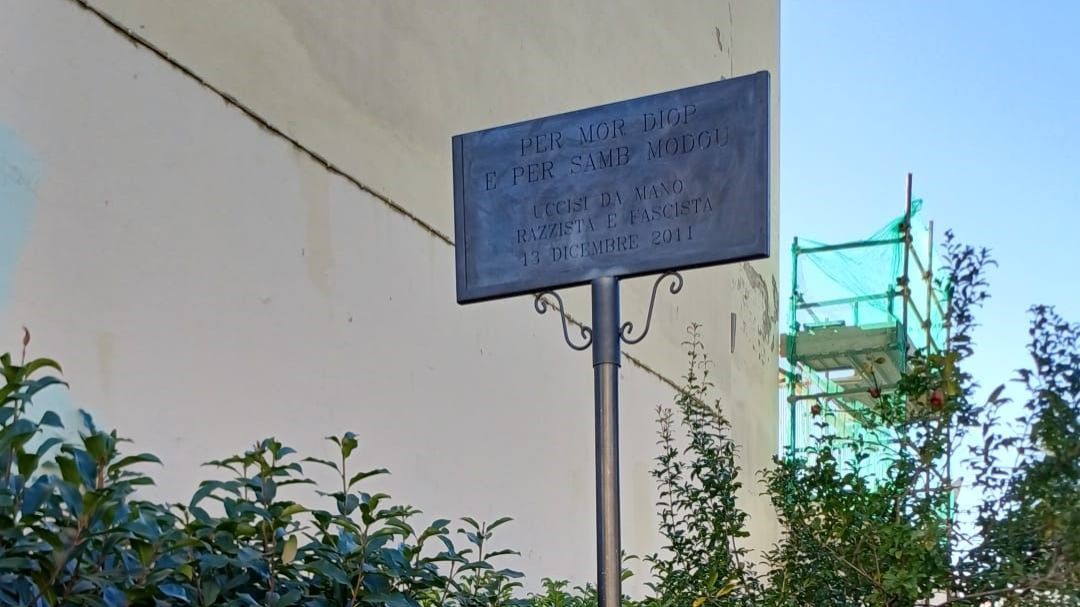 PER MOR DIOP
E PER SAMB MODOU
UCCISI DA MANO
RAZZISTA E FASCISTA
13 DICEMBRE 2011